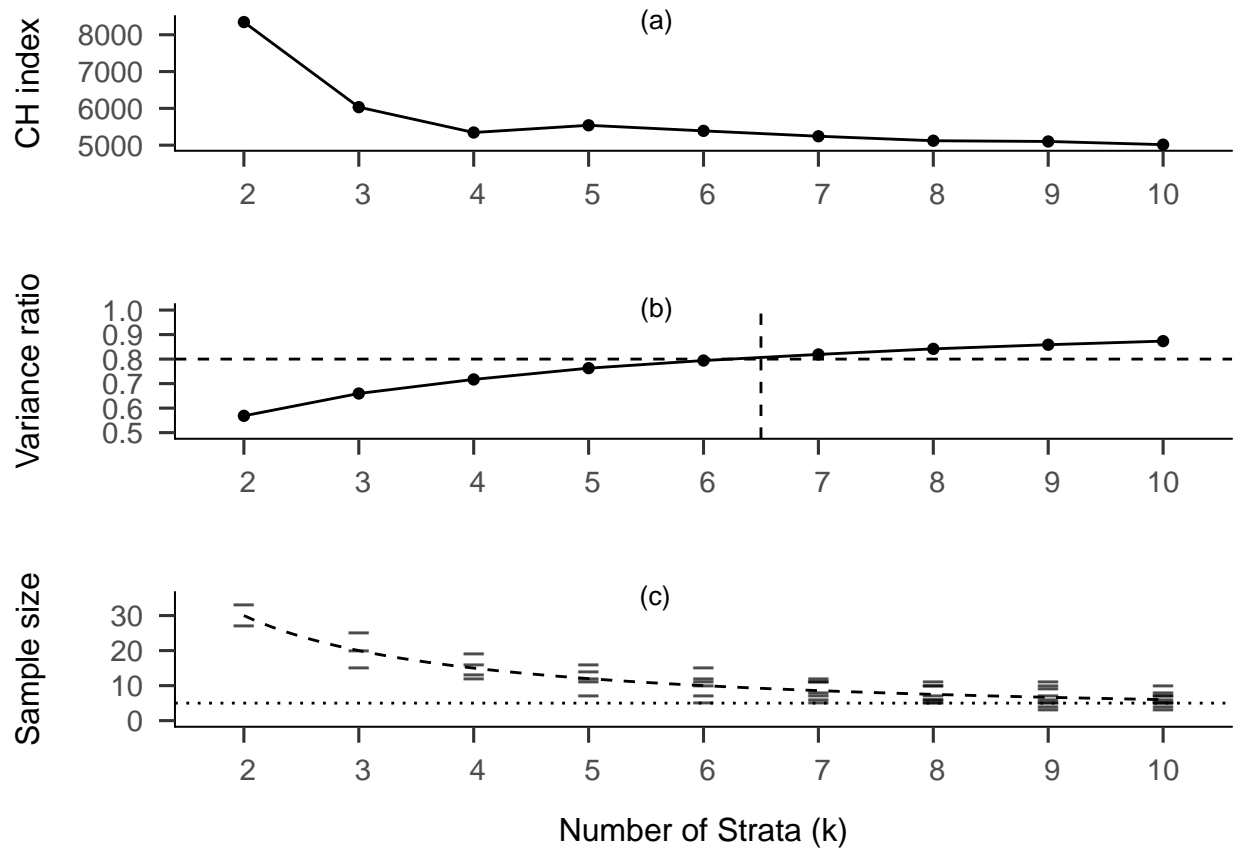 (a)
CH index
8000
7000
6000
5000
2 3 4 5 6 7 8 9 10
(b)
Variance ratio
1.0
0.9
0.8
0.7
0.6
0.5
2 3 4 5 6 7 8 9 10
(c)
Sample size
30
20
10
0
2 3 4 5 6 7 8 9 10
Number of Strata (k)